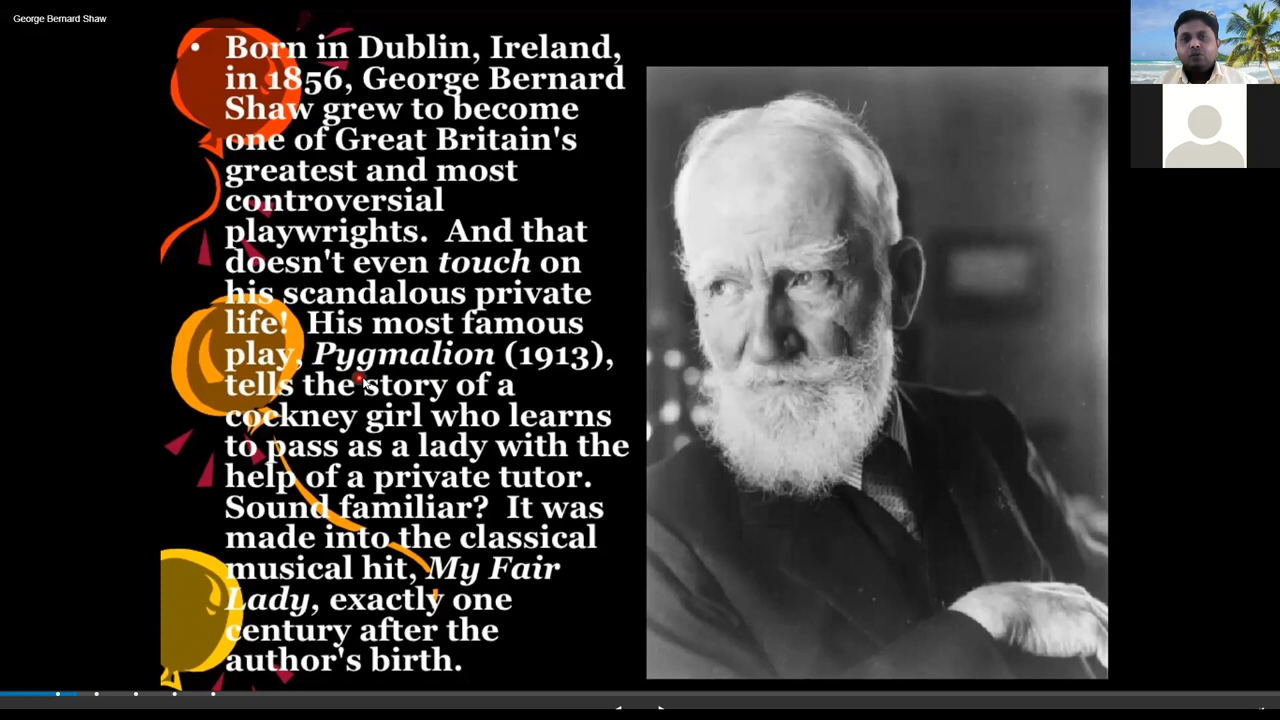 George Bernard Shaw
• Born in Dublin, Ireland,
in 1856, George Bernard
Shaw grew to become
one of Great Britain's
greatest and most
controversial
playwrights.  And that
doesn't even touch on
his scandalous private
life!  His most famous
play, Pygmalion (1913),
tells the story of a
cockney girl who learns
to pass as a lady with the
help of a private tutor.
Sound familiar?  It was
made into the classical
musical hit, My Fair
Lady, exactly one
century after the
author's birth.